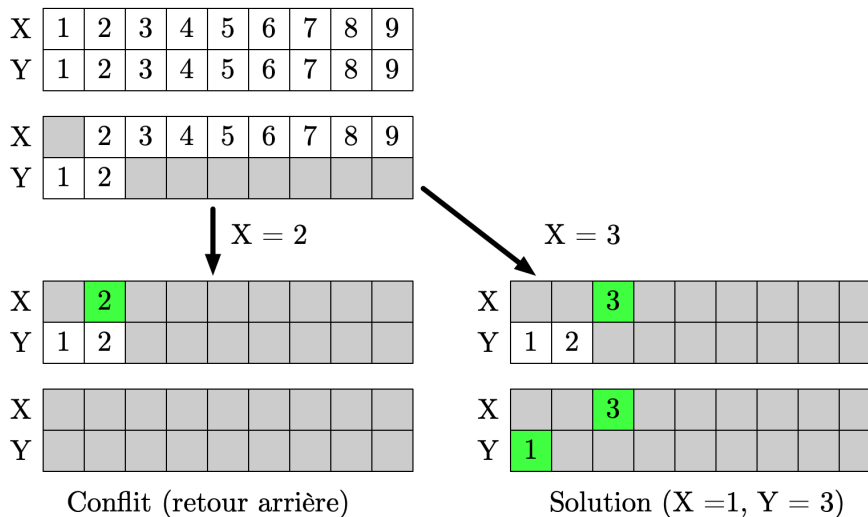 X 1 2 3 4 5 6 7 8 9
Y 1 2 3 4 5 6 7 8 9
X 2 3 4 5 6 7 8 9
Y 1 2
X = 2
X = 3
X 2
Y 1 2
X 3
Y 1 2
X
Y
X 3
Y 1
Conflit (retour arrière)
Solution (X =1, Y = 3)